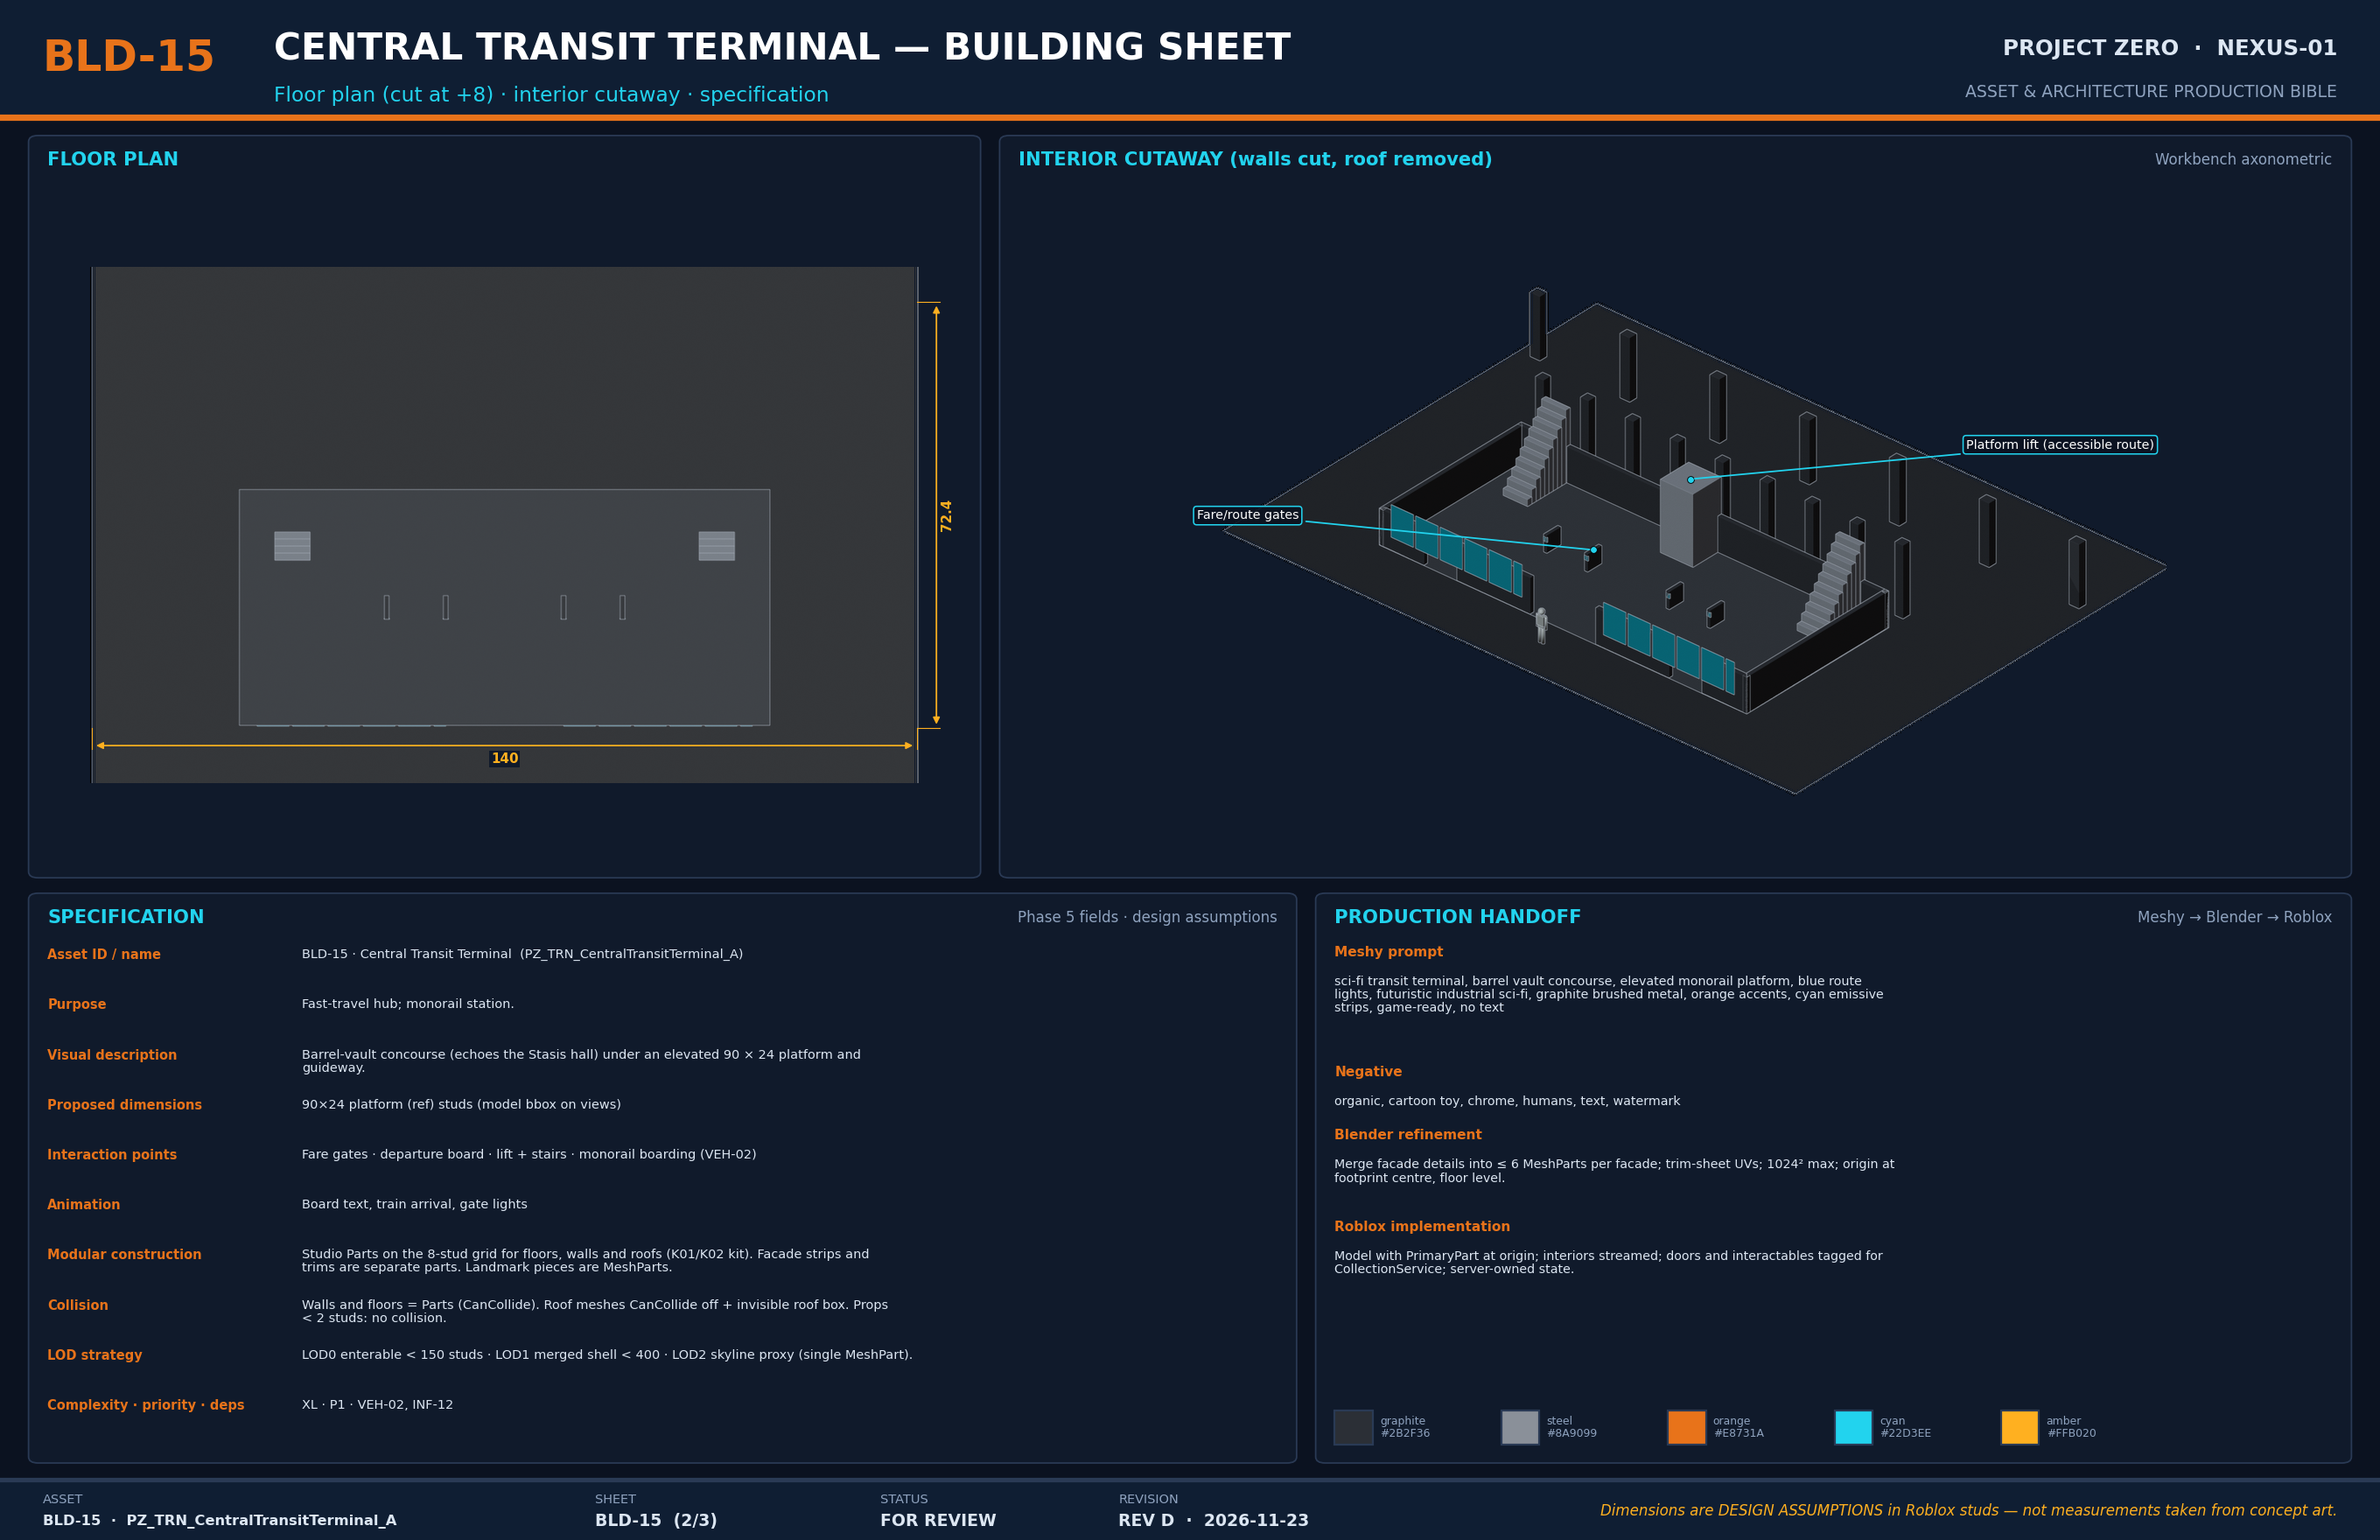 BLD-15
CENTRAL TRANSIT TERMINAL — BUILDING SHEET
Floor plan (cut at +8) · interior cutaway · specification
PROJECT ZERO · NEXUS-01
ASSET & ARCHITECTURE PRODUCTION BIBLE
FLOOR PLAN
72.4
140
INTERIOR CUTAWAY (walls cut, roof removed)
Workbench axonometric
Platform lift (accessible route)
Fare/route gates
SPECIFICATION
Phase 5 fields · design assumptions
Asset ID / name
BLD-15 · Central Transit Terminal (PZ_TRN_CentralTransitTerminal_A)
Purpose
Fast-travel hub; monorail station.
Visual description
Barrel-vault concourse (echoes the Stasis hall) under an elevated 90 × 24 platform and
guideway.
Proposed dimensions
90×24 platform (ref) studs (model bbox on views)
Interaction points
Fare gates · departure board · lift + stairs · monorail boarding (VEH-02)
Animation
Board text, train arrival, gate lights
Modular construction
Studio Parts on the 8-stud grid for floors, walls and roofs (K01/K02 kit). Facade strips and
trims are separate parts. Landmark pieces are MeshParts.
Collision
Walls and floors = Parts (CanCollide). Roof meshes CanCollide off + invisible roof box. Props
< 2 studs: no collision.
LOD strategy
LOD0 enterable < 150 studs · LOD1 merged shell < 400 · LOD2 skyline proxy (single MeshPart).
Complexity · priority · deps
XL · P1 · VEH-02, INF-12
PRODUCTION HANDOFF
Meshy → Blender → Roblox
Meshy prompt
sci-fi transit terminal, barrel vault concourse, elevated monorail platform, blue route
lights, futuristic industrial sci-fi, graphite brushed metal, orange accents, cyan emissive
strips, game-ready, no text
Negative
organic, cartoon toy, chrome, humans, text, watermark
Blender refinement
Merge facade details into ≤ 6 MeshParts per facade; trim-sheet UVs; 1024² max; origin at
footprint centre, floor level.
Roblox implementation
Model with PrimaryPart at origin; interiors streamed; doors and interactables tagged for
CollectionService; server-owned state.
graphite
#2B2F36
steel
#8A9099
orange
#E8731A
cyan
#22D3EE
amber
#FFB020
ASSET
BLD-15 · PZ_TRN_CentralTransitTerminal_A
SHEET
BLD-15 (2/3)
STATUS
FOR REVIEW
REVISION
REV D · 2026-11-23
Dimensions are DESIGN ASSUMPTIONS in Roblox studs — not measurements taken from concept art.